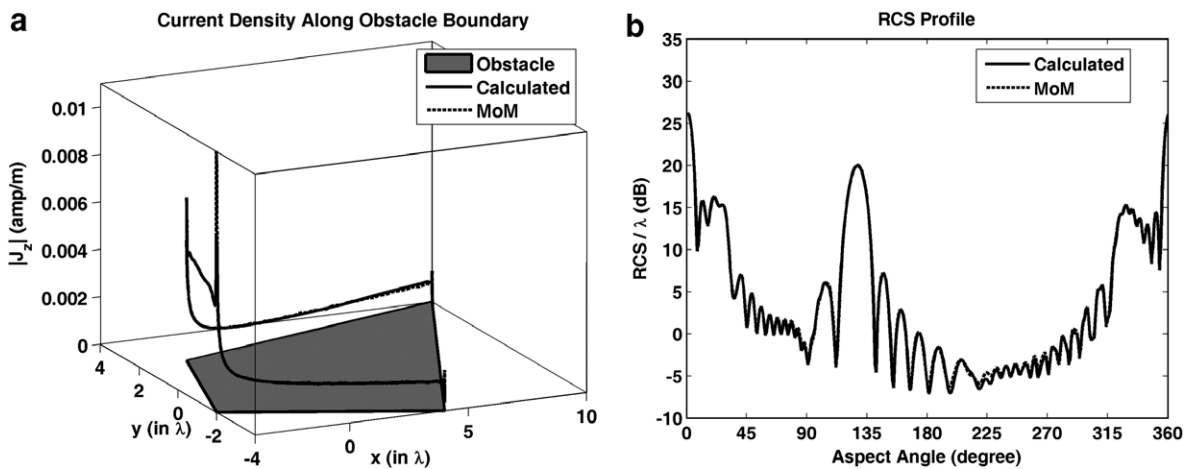 a
Current Density Along Obstacle Boundary
Obstacle
Calculated
MoM
|J_z| (amp/m)
0.01
0.008
0.006
0.004
0.002
0
4
2
0
-2
-4
y (in λ)
0
5
10
x (in λ)
b
RCS Profile
Calculated
MoM
RCS / λ (dB)
35
30
25
20
15
10
5
0
-5
-10
0
45
90
135
180
225
270
315
360
Aspect Angle (degree)